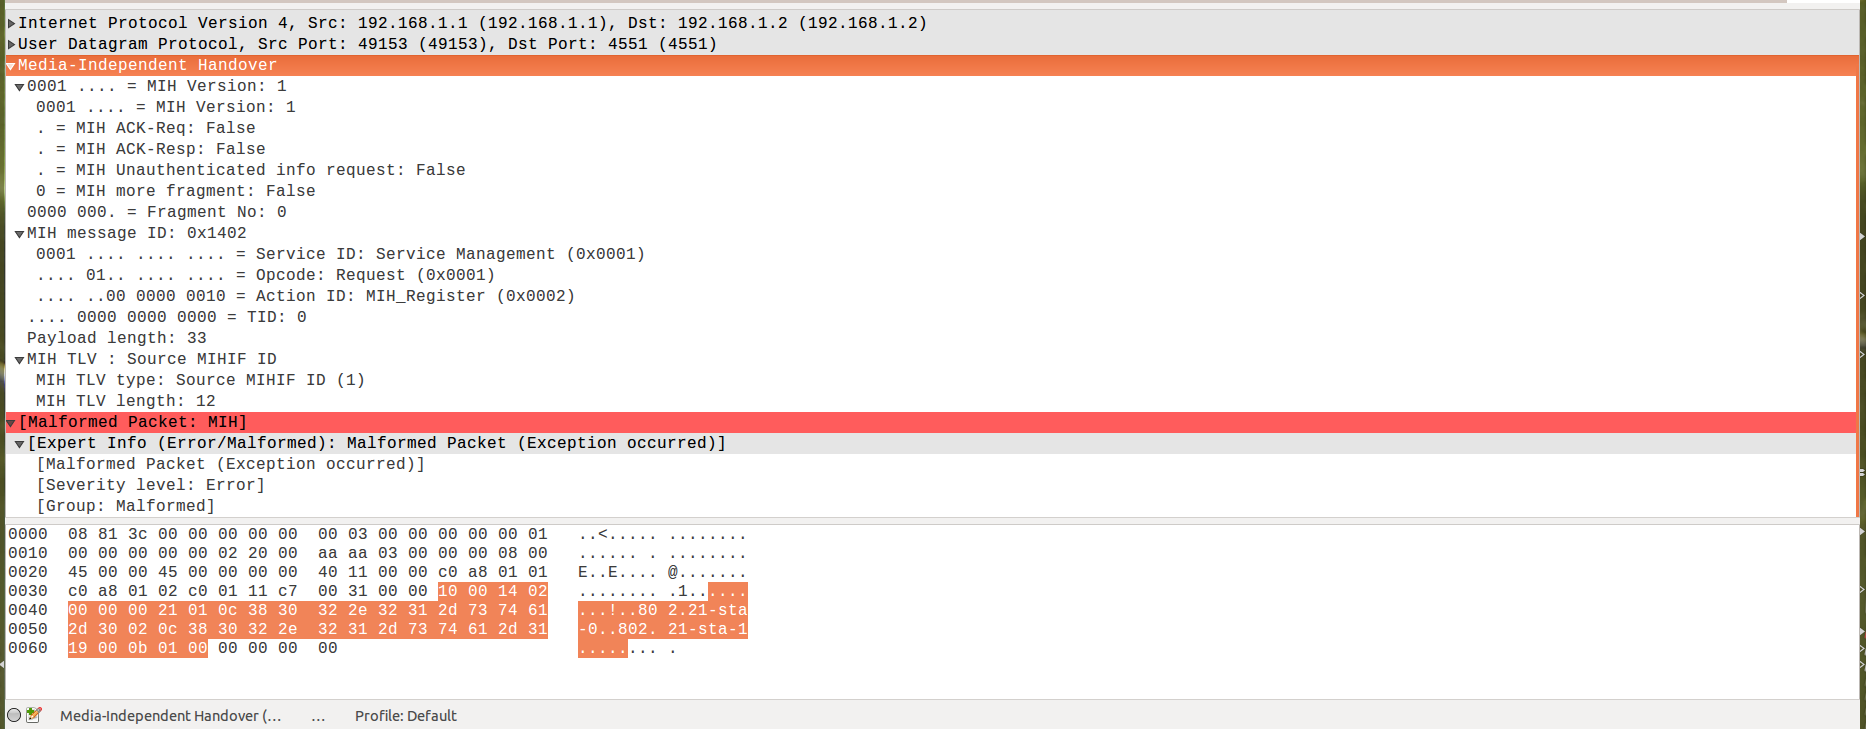 Internet Protocol Version 4, Src: 192.168.1.1 (192.168.1.1), Dst: 192.168.1.2 (192.168.1.2)
User Datagram Protocol, Src Port: 49153 (49153), Dst Port: 4551 (4551)
Media-Independent Handover
0001 .... = MIH Version: 1
0001 .... = MIH Version: 1
. = MIH ACK-Req: False
. = MIH ACK-Resp: False
. = MIH Unauthenticated info request: False
0 = MIH more fragment: False
0000 000. = Fragment No: 0
MIH message ID: 0x1402
0001 .... .... .... = Service ID: Service Management (0x0001)
.... 01.. .... .... = Opcode: Request (0x0001)
.... ..00 0000 0010 = Action ID: MIH_Register (0x0002)
.... 0000 0000 0000 = TID: 0
Payload length: 33
MIH TLV : Source MIHIF ID
MIH TLV type: Source MIHIF ID (1)
MIH TLV length: 12
[Malformed Packet: MIH]
[Expert Info (Error/Malformed): Malformed Packet (Exception occurred)]
[Malformed Packet (Exception occurred)]
[Severity level: Error]
[Group: Malformed]
0000 08 81 3c 00 00 00 00 00 00 03 00 00 00 00 00 01 ..<..... ........
0010 00 00 00 00 00 02 20 00 aa aa 03 00 00 00 08 00 ...... . ........
0020 45 00 00 45 00 00 00 00 40 11 00 00 c0 a8 01 01 E..E.... @.......
0030 c0 a8 01 02 c0 01 11 c7 00 31 00 00 10 00 14 02 ........ .1......
0040 00 00 00 21 01 0c 38 30 32 2e 32 31 2d 73 74 61 ...!..80 2.21-sta
0050 2d 30 02 0c 38 30 32 2e 32 31 2d 73 74 61 2d 31 -0..802. 21-sta-1
0060 19 00 0b 01 00 00 00 00 00 ........ .
Media-Independent Handover (... ... Profile: Default